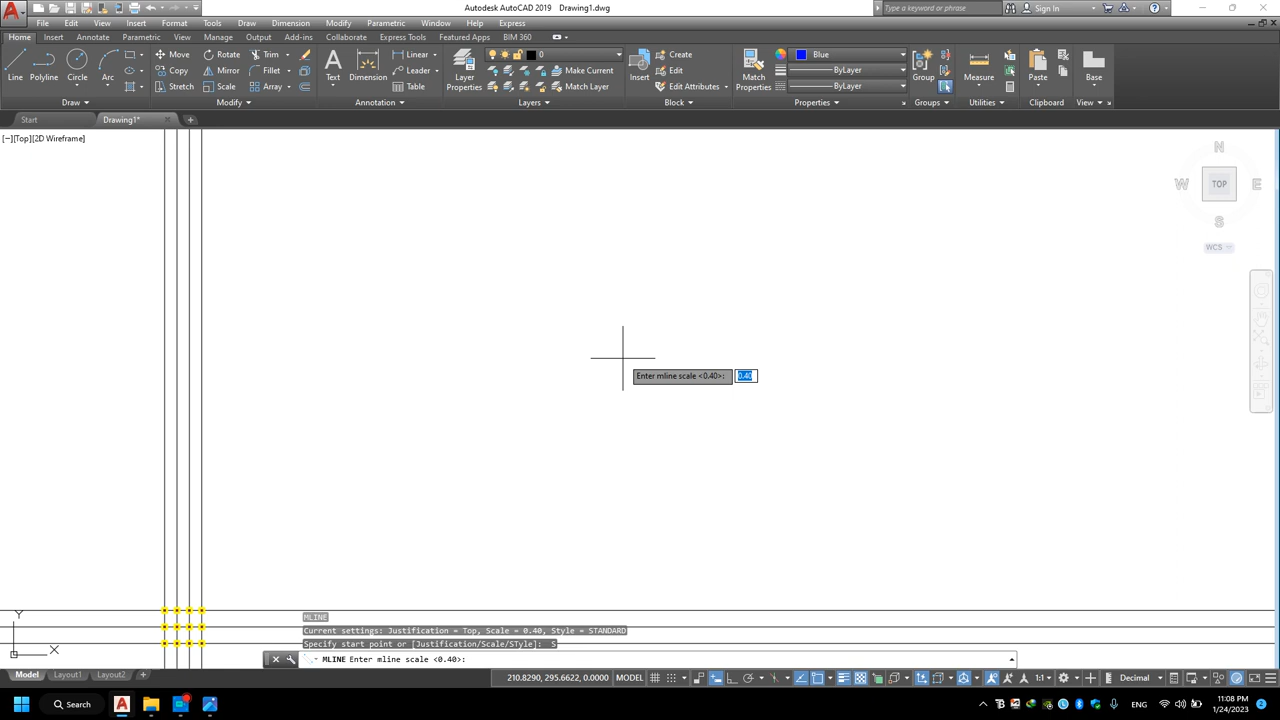 Autodesk AutoCAD 2019 Drawing1.dwg
Type a keyword or phrase
Sign In
File Edit View Insert Format Tools Draw Dimension Modify Parametric Window Help Express
Home Insert Annotate Parametric View Manage Output Add-ins Collaborate Express Tools Featured Apps BIM 360
Line Polyline Circle Arc
Move Rotate Trim
Copy Mirror Fillet
Stretch Scale Array
Text Dimension
Linear
Leader
Table
Layer Properties
0
Make Current
Match Layer
Insert
Create
Edit
Edit Attributes
Match Properties
Blue
ByLayer
ByLayer
Group
Measure
Paste
Base
Draw Modify Annotation Layers Block Properties Groups Utilities Clipboard View
Start Drawing1*
[−][Top][2D Wireframe]
N
W TOP E
S
WCS
Enter mline scale <0.40>: 0.40
Y
X
MLINE
Current settings: Justification = Top, Scale = 0.40, Style = STANDARD
Specify start point or [Justification/Scale/STyle]: S
MLINE Enter mline scale <0.40>:
Model Layout1 Layout2 +
210.8290, 295.6622, 0.0000 MODEL
1:1
Decimal
Search
ENG
11:08 PM
1/24/2023